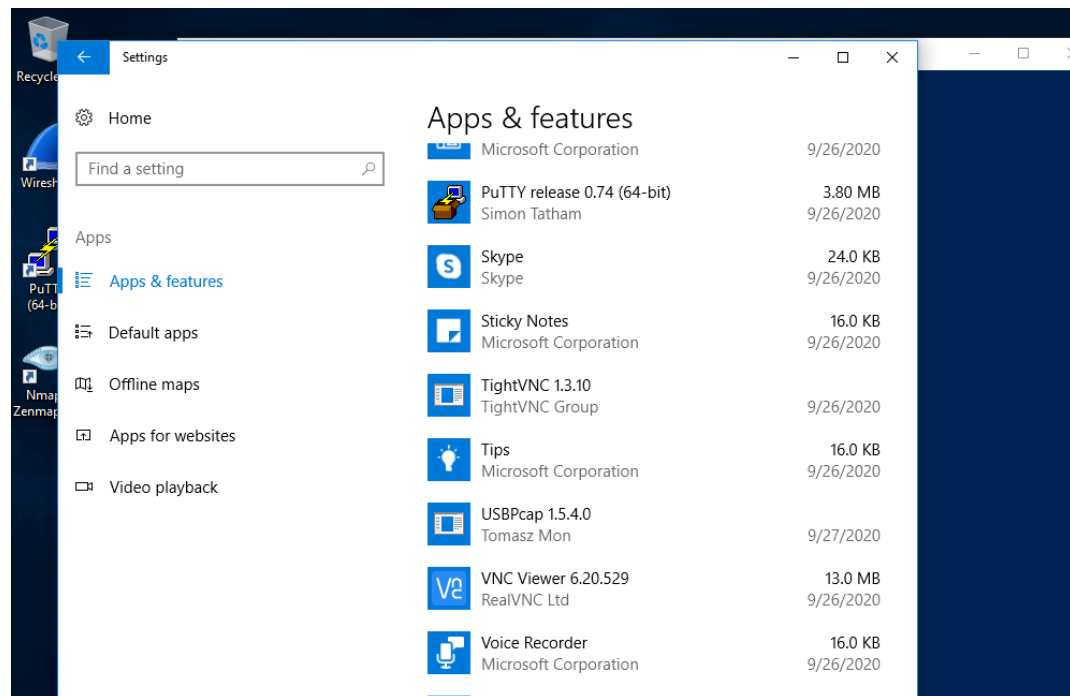 Recycle
Wiresh
PuTT
(64-b
Nmap
Zenmap
Settings
Home
Find a setting
Apps
Apps & features
Default apps
Offline maps
Apps for websites
Video playback
Apps & features
Microsoft Corporation 9/26/2020
PuTTY release 0.74 (64-bit) 3.80 MB
Simon Tatham 9/26/2020
Skype 24.0 KB
Skype 9/26/2020
Sticky Notes 16.0 KB
Microsoft Corporation 9/26/2020
TightVNC 1.3.10
TightVNC Group 9/26/2020
Tips 16.0 KB
Microsoft Corporation 9/26/2020
USBPcap 1.5.4.0
Tomasz Mon 9/27/2020
VNC Viewer 6.20.529 13.0 MB
RealVNC Ltd 9/26/2020
Voice Recorder 16.0 KB
Microsoft Corporation 9/26/2020